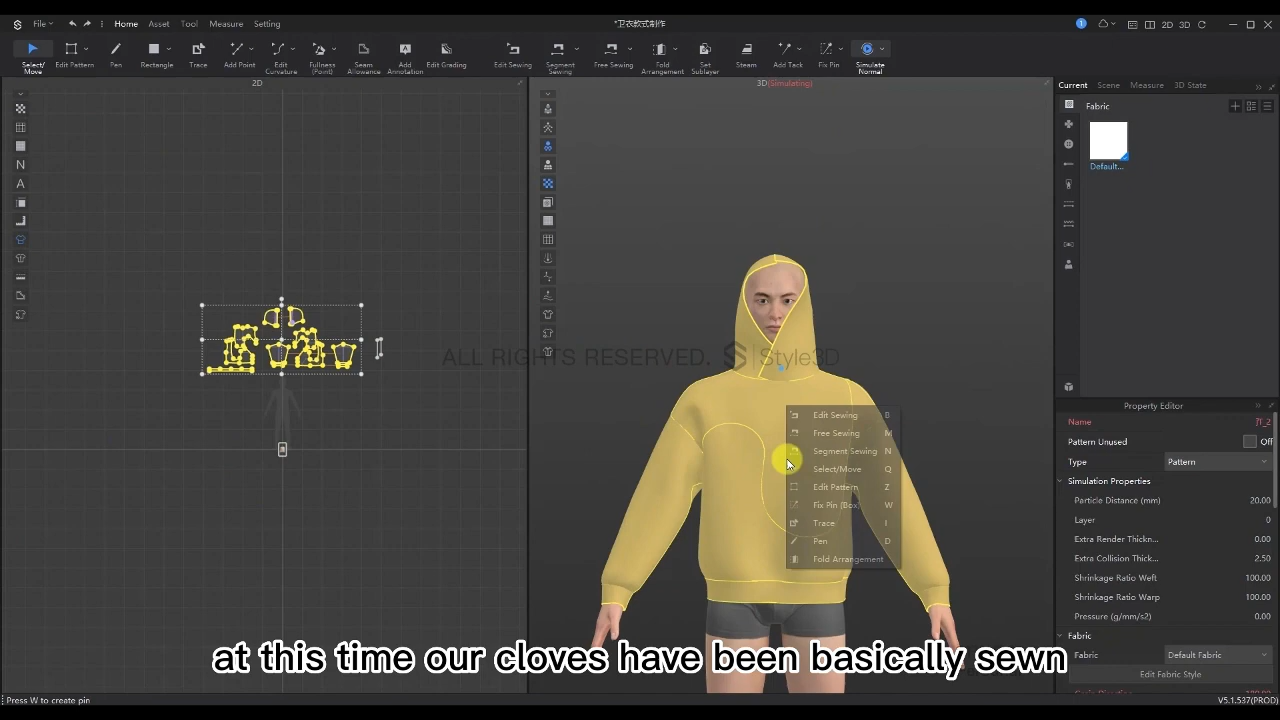 File
Home
Asset
Tool
Measure
Setting
*卫衣款式制作
1
2D
3D
Select/
Move
Edit Pattern
Pen
Rectangle
Trace
Add Point
Edit
Curvature
Fullness
(Point)
Seam
Allowance
Add
Annotation
Edit Grading
Edit Sewing
Segment
Sewing
Free Sewing
Fold
Arrangement
Set
Sublayer
Steam
Add Tack
Fix Pin
Simulate
Normal
2D
3D(Simulating)
N
A
ALL RIGHTS RESERVED.
Style3D
Edit Sewing B
Free Sewing M
Segment Sewing N
Select/Move Q
Edit Pattern Z
Fix Pin (Box) W
Trace I
Pen D
Fold Arrangement
Current
Scene
Measure
3D State
Fabric
Default...
Property Editor
Name
Pattern Unused Off
Type Pattern
Simulation Properties
Particle Distance (mm) 20.00
Layer 0
Extra Render Thickn... 0.00
Extra Collision Thick... 2.50
Shrinkage Ratio Weft 100.00
Shrinkage Ratio Warp 100.00
Pressure (g/mm/s2) 0.00
Fabric
Fabric Default Fabric
Edit Fabric Style
at this time our cloves have been basically sewn
Press W to create pin
V5.1.537(PROD)